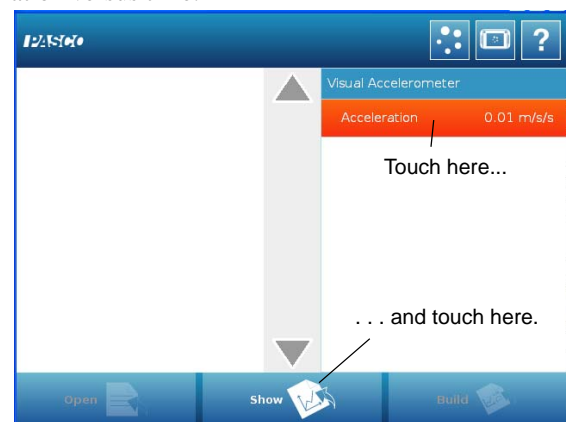 PASCO
?
Visual Accelerometer
Acceleration 0.01 m/s/s
Touch here...
. . . and touch here.
Open Show Build